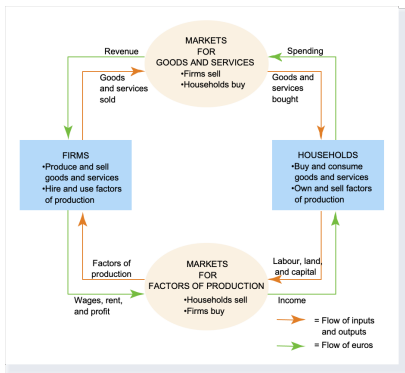 MARKETS
FOR
GOODS AND SERVICES
•Firms sell
•Households buy
Revenue
Spending
Goods
and services
sold
Goods and
services
bought
FIRMS
•Produce and sell
goods and services
•Hire and use factors
of production
HOUSEHOLDS
•Buy and consume
goods and services
•Own and sell factors
of production
Factors of
production
Labour, land,
and capital
MARKETS
FOR
FACTORS OF PRODUCTION
•Households sell
•Firms buy
Wages, rent,
and profit
Income
= Flow of inputs
and outputs
= Flow of euros